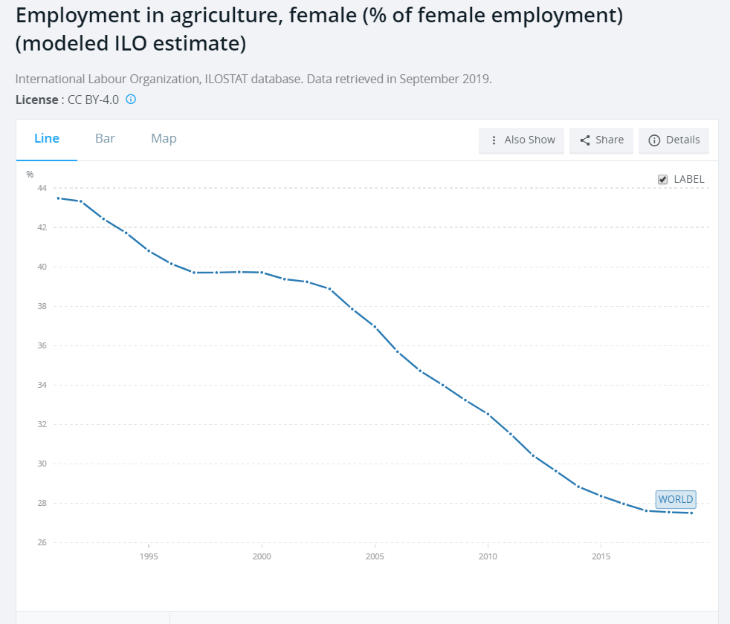 Employment in agriculture, female (% of female employment)
(modeled ILO estimate)
International Labour Organization, ILOSTAT database. Data retrieved in September 2019.
License : CC BY-4.0
Line Bar Map Also Show Share Details
%
LABEL
44
42
40
38
36
34
32
30
28
WORLD
26
1995 2000 2005 2010 2015